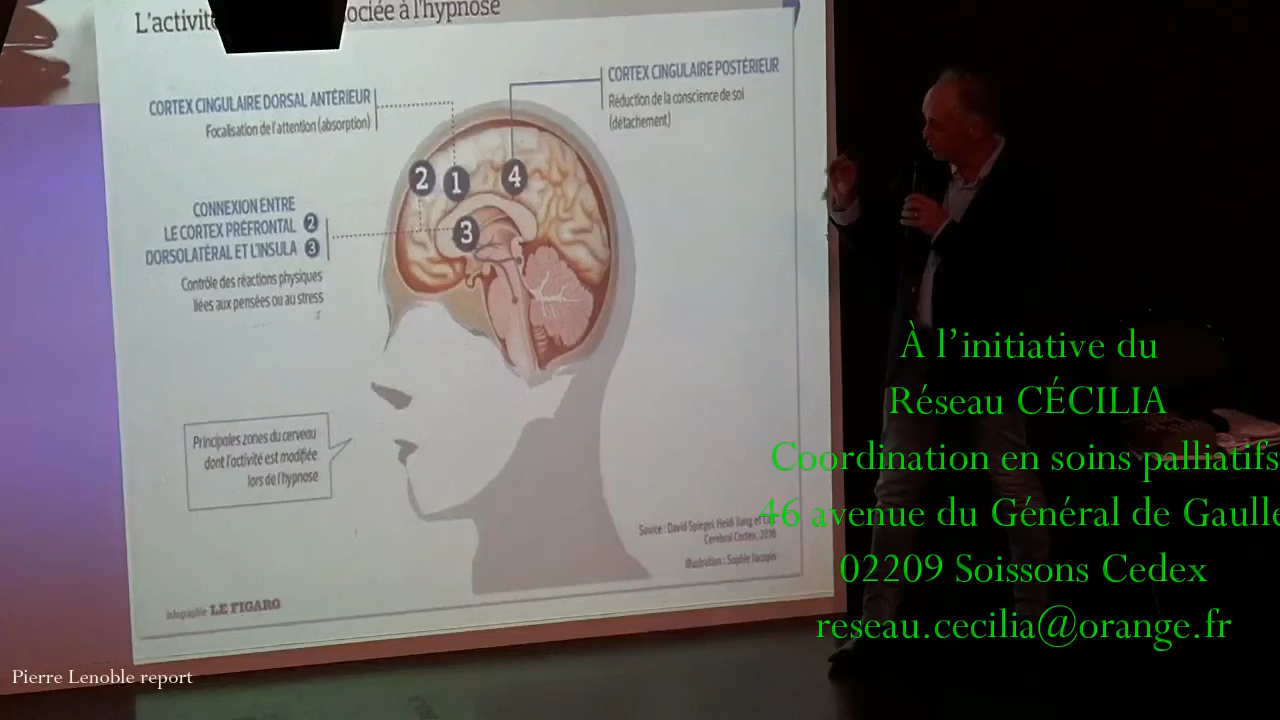 L'activité ociée à l'hypnose
CORTEX CINGULAIRE DORSAL ANTÉRIEUR
Focalisation de l'attention (absorption)
CORTEX CINGULAIRE POSTÉRIEUR
Réduction de la conscience de soi
(détachement)
2 1 4
3
CONNEXION ENTRE
LE CORTEX PRÉFRONTAL 2
DORSOLATÉRAL ET L'INSULA 3
Contrôle des réactions physiques
liées aux pensées ou au stress
Principales zones du cerveau
dont l'activité est modifiée
lors de l'hypnose
Source : David Spiegel, Heidi Jiang et
Cerebral Cortex, 2016
Illustration : Sophie Jacopin
Infographie LE FIGARO
À l'initiative du
Réseau CÉCILIA
Coordination en soins palliatifs
46 avenue du Général de Gaulle
02209 Soissons Cedex
reseau.cecilia@orange.fr
Pierre Lenoble report